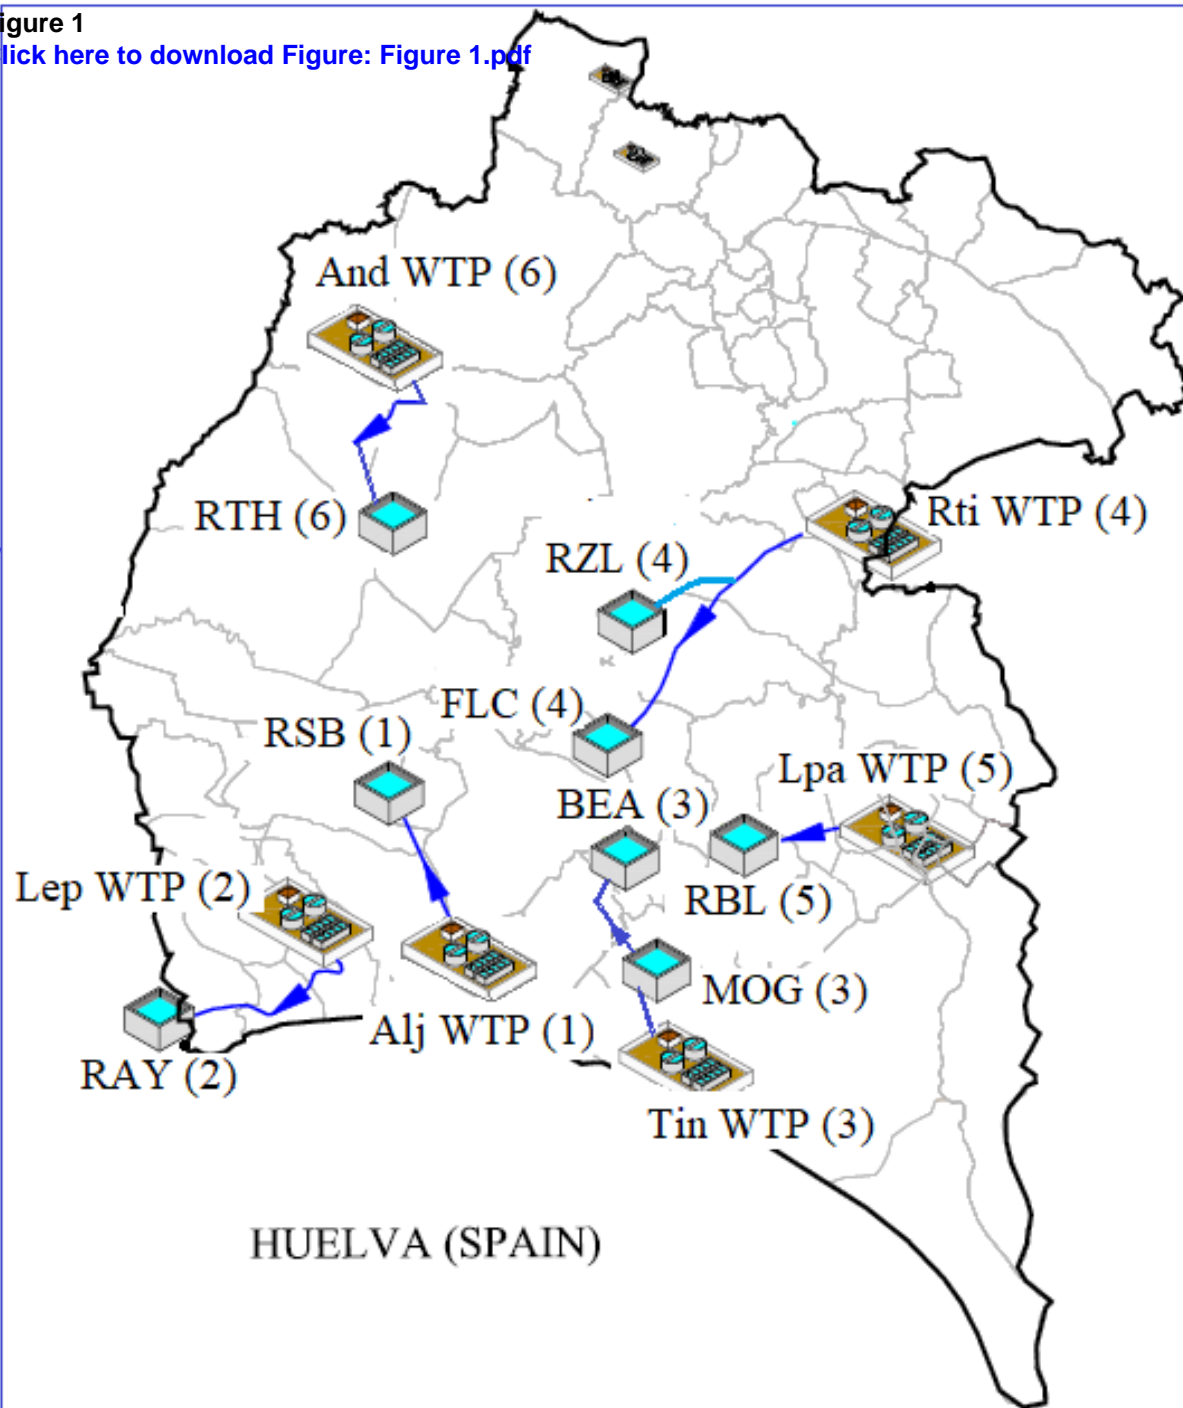 igure 1
lick here to download Figure: Figure 1.pdf
And WTP (6)
RTH (6)
Rti WTP (4)
RZL (4)
FLC (4)
RSB (1)
Lpa WTP (5)
BEA (3)
Lep WTP (2)
RBL (5)
MOG (3)
Alj WTP (1)
RAY (2)
Tin WTP (3)
HUELVA (SPAIN)